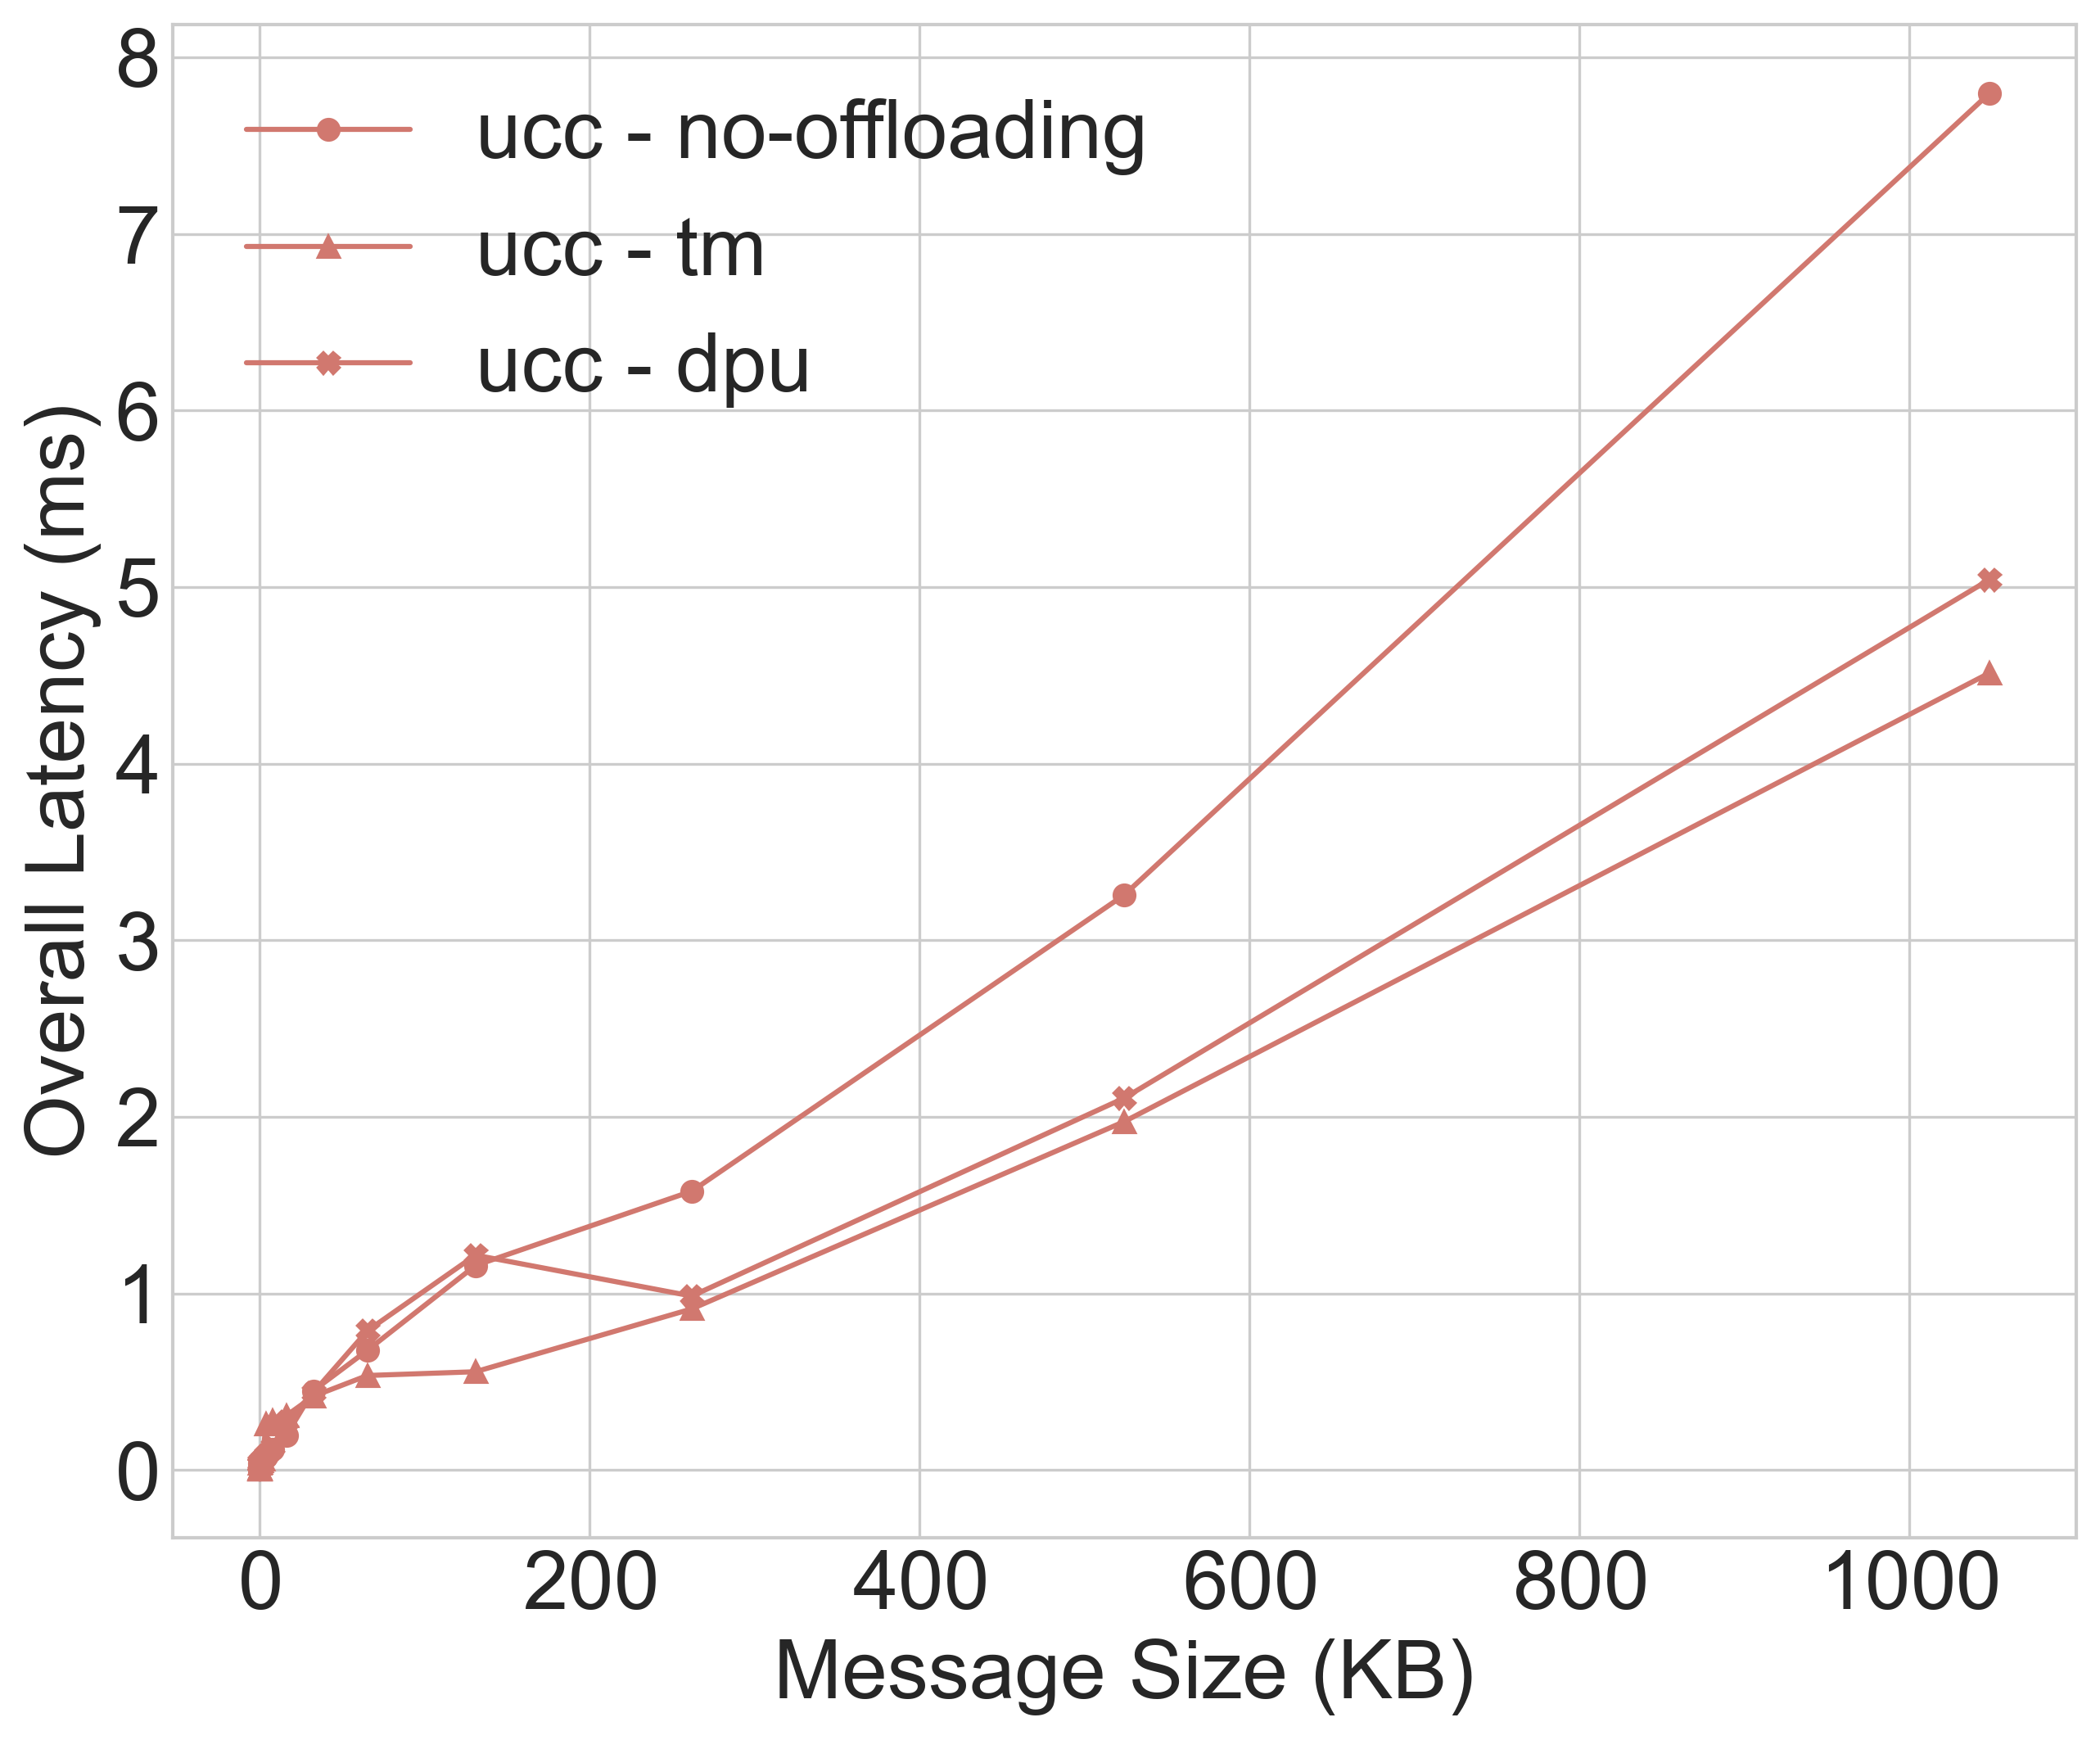 8
7
6
5
4
3
2
1
0
Overall Latency (ms)
ucc - no-offloading
ucc - tm
ucc - dpu
0 200 400 600 800 1000
Message Size (KB)